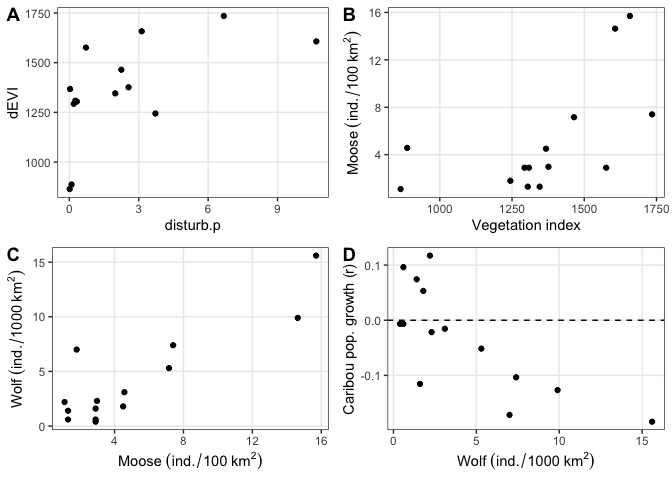 A
dEVI
1750
1500
1250
1000
0 3 6 9
disturb.p
B
Moose (ind./100 km²)
16
12
8
4
1000 1250 1500 1750
Vegetation index
C
Wolf (ind./1000 km²)
15
10
5
0
4 8 12 16
Moose (ind./100 km²)
D
Caribou pop. growth (r)
0.1
0.0
-0.1
0 5 10 15
Wolf (ind./1000 km²)